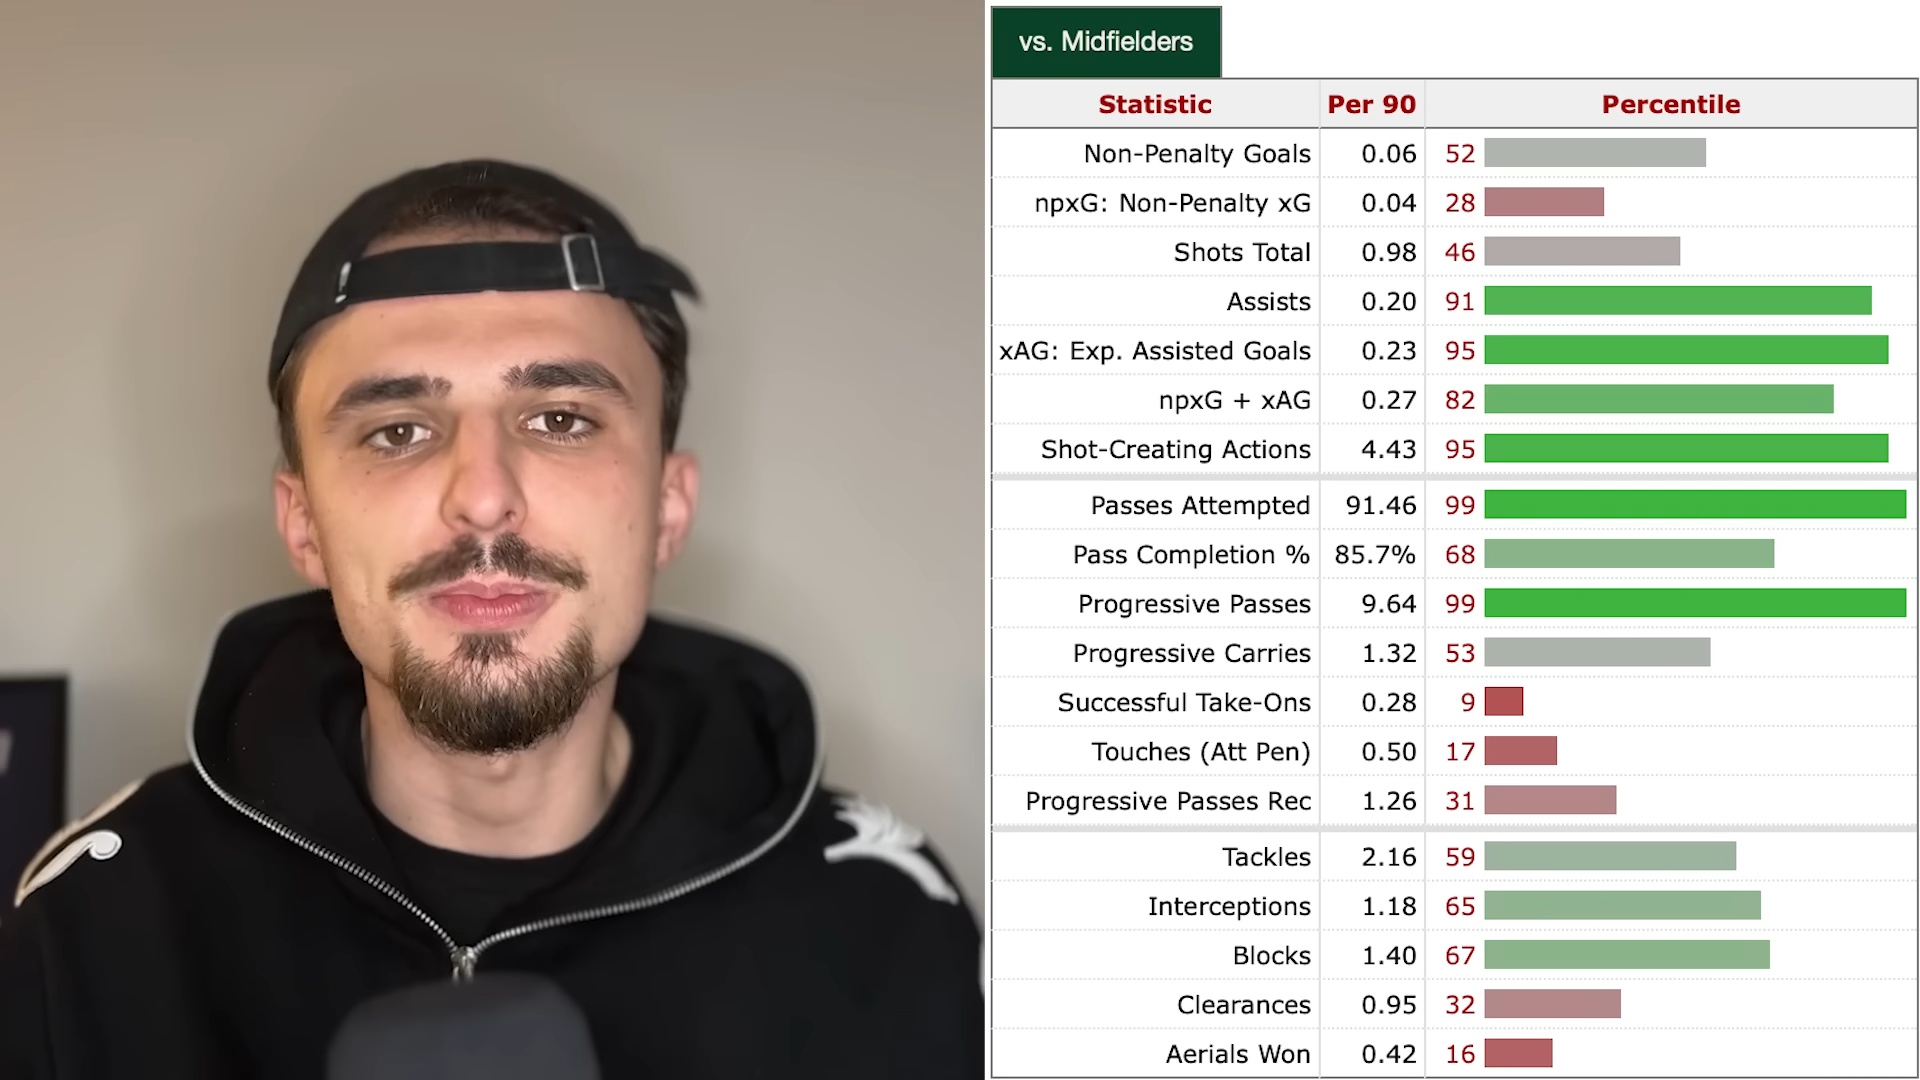 vs. Midfielders
Statistic Per 90 Percentile
Non-Penalty Goals 0.06 52
npxG: Non-Penalty xG 0.04 28
Shots Total 0.98 46
Assists 0.20 91
xAG: Exp. Assisted Goals 0.23 95
npxG + xAG 0.27 82
Shot-Creating Actions 4.43 95
Passes Attempted 91.46 99
Pass Completion % 85.7% 68
Progressive Passes 9.64 99
Progressive Carries 1.32 53
Successful Take-Ons 0.28 9
Touches (Att Pen) 0.50 17
Progressive Passes Rec 1.26 31
Tackles 2.16 59
Interceptions 1.18 65
Blocks 1.40 67
Clearances 0.95 32
Aerials Won 0.42 16